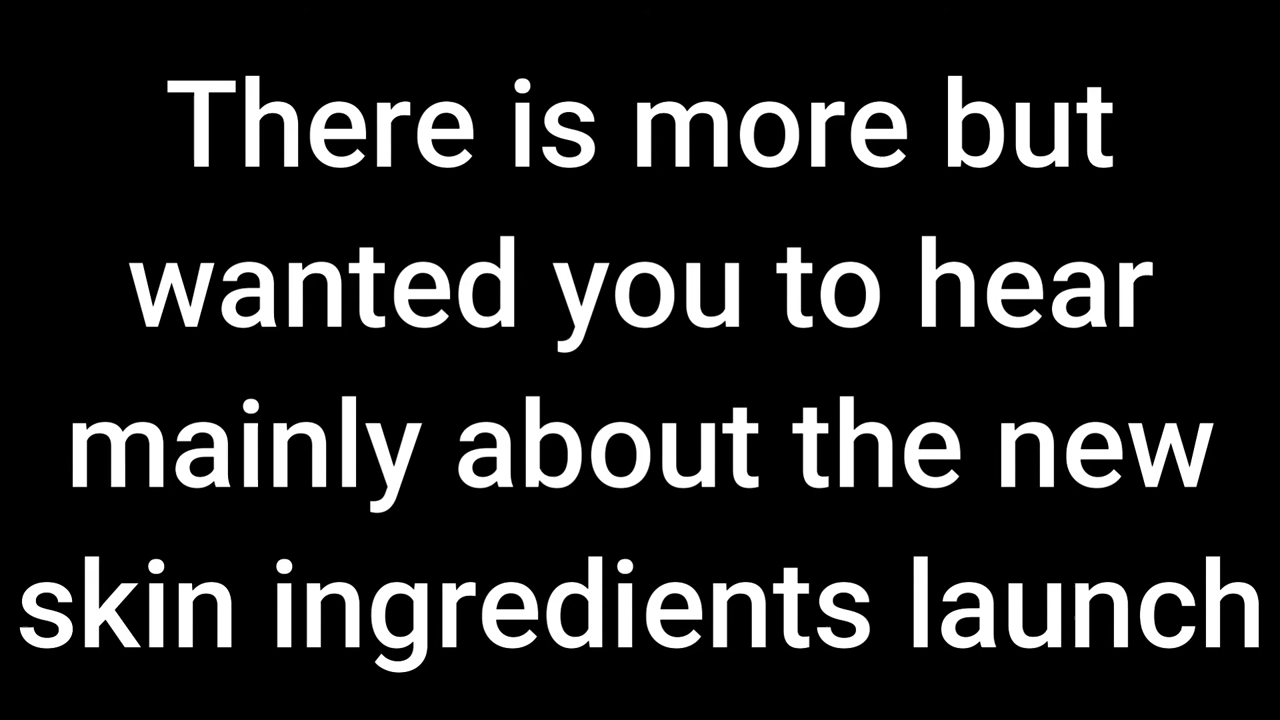 There is more but
wanted you to hear
mainly about the new
skin ingredients launch